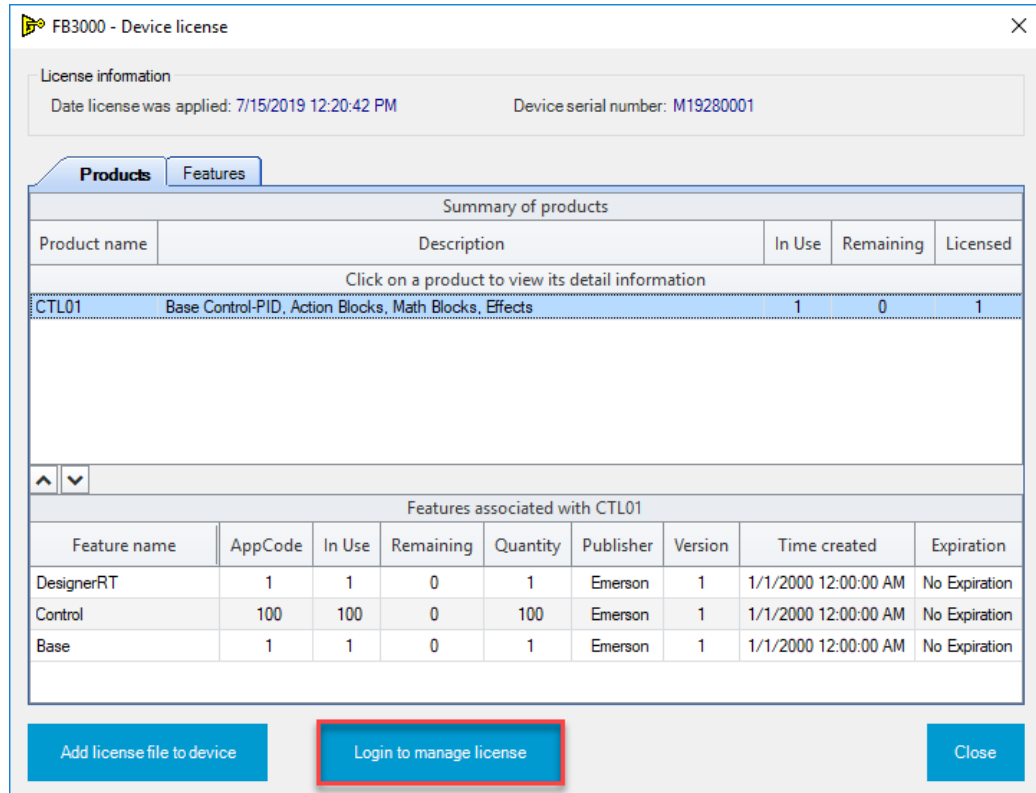 FB3000 - Device license
License information
Date license was applied: 7/15/2019 12:20:42 PM Device serial number: M19280001
Products Features
Summary of products
Product name Description In Use Remaining Licensed
Click on a product to view its detail information
CTL01 Base Control-PID, Action Blocks, Math Blocks, Effects 1 0 1
Features associated with CTL01
Feature name AppCode In Use Remaining Quantity Publisher Version Time created Expiration
DesignerRT 1 1 0 1 Emerson 1 1/1/2000 12:00:00 AM No Expiration
Control 100 100 0 100 Emerson 1 1/1/2000 12:00:00 AM No Expiration
Base 1 1 0 1 Emerson 1 1/1/2000 12:00:00 AM No Expiration
Add license file to device Login to manage license Close